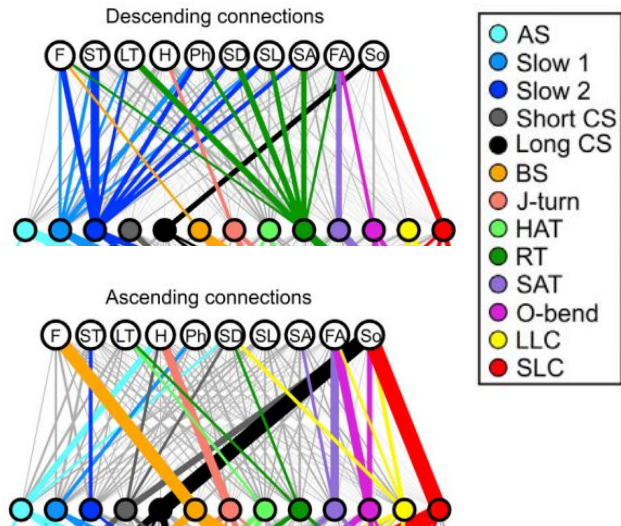 Descending connections
F ST LT H Ph SD SL SA FA So
AS
Slow 1
Slow 2
Short CS
Long CS
BS
J-turn
HAT
RT
SAT
O-bend
LLC
SLC
Ascending connections
F ST LT H Ph SD SL SA FA So